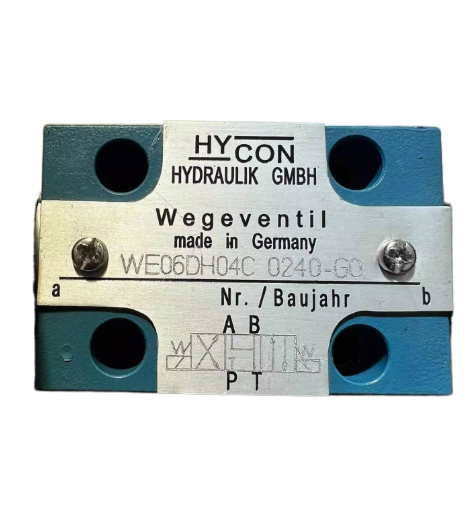 HYCON
HYDRAULIK GMBH
Wegeventil
made in Germany
WE06DH04C 0240-GO
a b
Nr./Baujahr
A B
P T